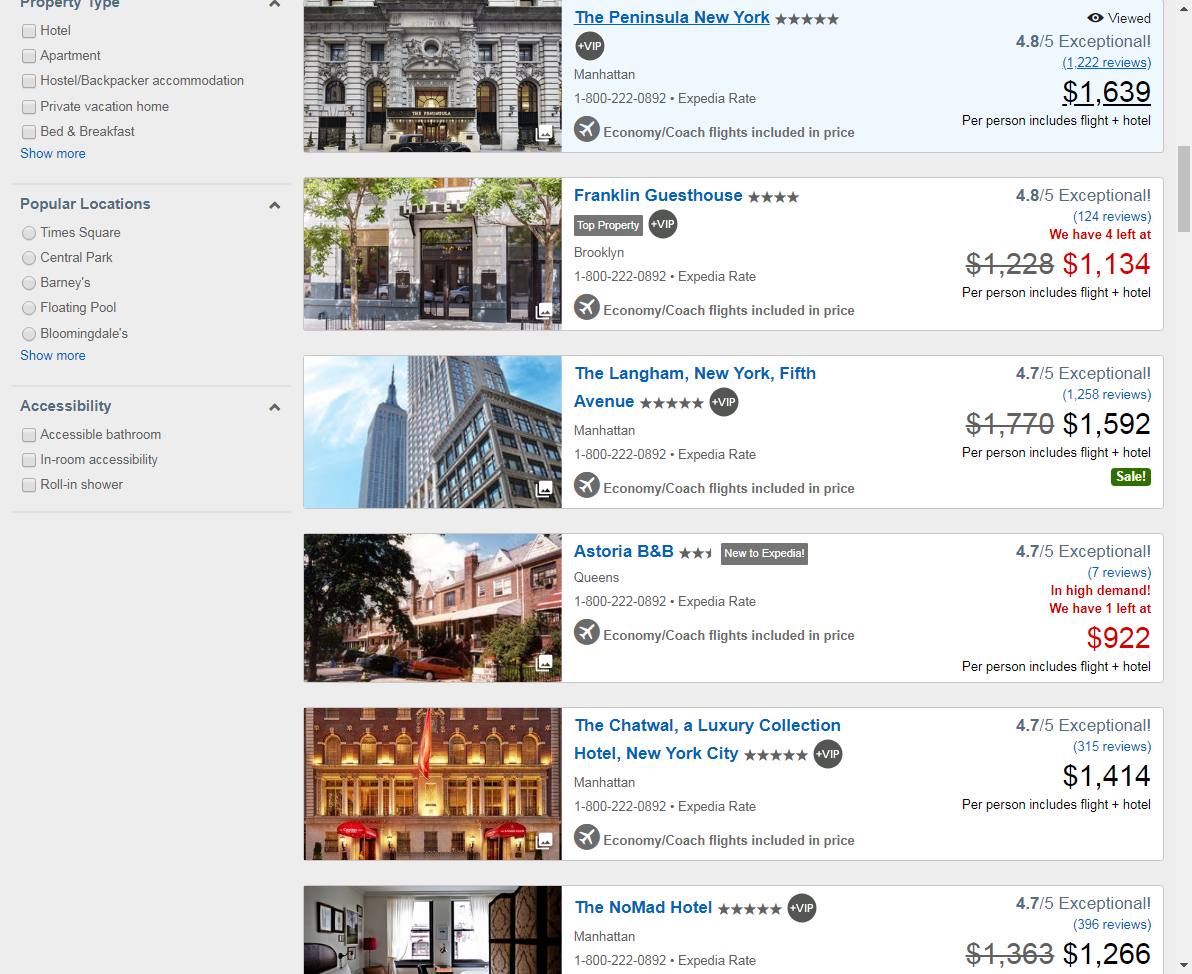 Property Type
Hotel
Apartment
Hostel/Backpacker accommodation
Private vacation home
Bed & Breakfast
Show more
Popular Locations
Times Square
Central Park
Barney's
Floating Pool
Bloomingdale's
Show more
Accessibility
Accessible bathroom
In-room accessibility
Roll-in shower
THE PENINSULA
The Peninsula New York
+VIP
Manhattan
1-800-222-0892 • Expedia Rate
Economy/Coach flights included in price
Viewed
4.8/5 Exceptional!
(1,222 reviews)
$1,639
Per person includes flight + hotel
HOTEL
Franklin Guesthouse
Top Property +VIP
Brooklyn
1-800-222-0892 • Expedia Rate
Economy/Coach flights included in price
4.8/5 Exceptional!
(124 reviews)
We have 4 left at
$1,228 $1,134
Per person includes flight + hotel
The Langham, New York, Fifth
Avenue +VIP
Manhattan
1-800-222-0892 • Expedia Rate
Economy/Coach flights included in price
4.7/5 Exceptional!
(1,258 reviews)
$1,770 $1,592
Per person includes flight + hotel
Sale!
Astoria B&B New to Expedia!
Queens
1-800-222-0892 • Expedia Rate
Economy/Coach flights included in price
4.7/5 Exceptional!
(7 reviews)
In high demand!
We have 1 left at
$922
Per person includes flight + hotel
The Chatwal, a Luxury Collection
Hotel, New York City +VIP
Manhattan
1-800-222-0892 • Expedia Rate
Economy/Coach flights included in price
4.7/5 Exceptional!
(315 reviews)
$1,414
Per person includes flight + hotel
The NoMad Hotel +VIP
Manhattan
1-800-222-0892 • Expedia Rate
4.7/5 Exceptional!
(396 reviews)
$1,363 $1,266